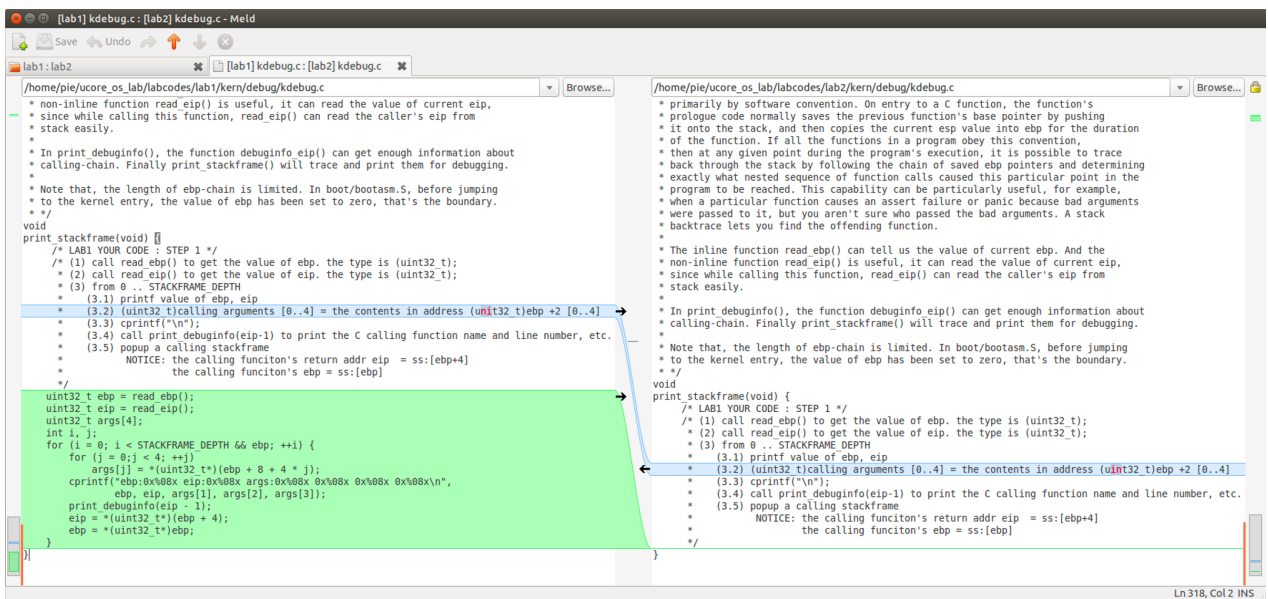 [lab1] kdebug.c : [lab2] kdebug.c - Meld
Save Undo
lab1 : lab2
[lab1] kdebug.c : [lab2] kdebug.c
/home/pie/ucore_os_lab/labcodes/lab1/kern/debug/kdebug.c
Browse...
 * non-inline function read_eip() is useful, it can read the value of current eip,
 * since while calling this function, read_eip() can read the caller's eip from
 * stack easily.
 *
 * In print_debuginfo(), the function debuginfo_eip() can get enough information about
 * calling-chain. Finally print_stackframe() will trace and print them for debugging.
 *
 * Note that, the length of ebp-chain is limited. In boot/bootasm.S, before jumping
 * to the kernel entry, the value of ebp has been set to zero, that's the boundary.
 * */
void
print_stackframe(void) {
     /* LAB1 YOUR CODE : STEP 1 */
     /* (1) call read_ebp() to get the value of ebp. the type is (uint32_t);
      * (2) call read_eip() to get the value of eip. the type is (uint32_t);
      * (3) from 0 .. STACKFRAME_DEPTH
      *    (3.1) printf value of ebp, eip
      *    (3.2) (uint32_t)calling arguments [0..4] = the contents in address (unit32_t)ebp +2 [0..4]
      *    (3.3) cprintf("\n");
      *    (3.4) call print_debuginfo(eip-1) to print the C calling function name and line number, etc.
      *    (3.5) popup a calling stackframe
      *           NOTICE: the calling funciton's return addr eip  = ss:[ebp+4]
      *                   the calling funciton's ebp = ss:[ebp]
      */
    uint32_t ebp = read_ebp();
    uint32_t eip = read_eip();
    uint32_t args[4];
    int i, j;
    for (i = 0; i < STACKFRAME_DEPTH && ebp; ++i) {
        for (j = 0;j < 4; ++j)
            args[j] = *(uint32_t*)(ebp + 8 + 4 * j);
        cprintf("ebp:0x%08x eip:0x%08x args:0x%08x 0x%08x 0x%08x 0x%08x\n",
                ebp, eip, args[1], args[2], args[3]);
        print_debuginfo(eip - 1);
        eip = *(uint32_t*)(ebp + 4);
        ebp = *(uint32_t*)ebp;
    }
}
/home/pie/ucore_os_lab/labcodes/lab2/kern/debug/kdebug.c
Browse...
 * primarily by software convention. On entry to a C function, the function's
 * prologue code normally saves the previous function's base pointer by pushing
 * it onto the stack, and then copies the current esp value into ebp for the duration
 * of the function. If all the functions in a program obey this convention,
 * then at any given point during the program's execution, it is possible to trace
 * back through the stack by following the chain of saved ebp pointers and determining
 * exactly what nested sequence of function calls caused this particular point in the
 * program to be reached. This capability can be particularly useful, for example,
 * when a particular function causes an assert failure or panic because bad arguments
 * were passed to it, but you aren't sure who passed the bad arguments. A stack
 * backtrace lets you find the offending function.
 *
 * The inline function read_ebp() can tell us the value of current ebp. And the
 * non-inline function read_eip() is useful, it can read the value of current eip,
 * since while calling this function, read_eip() can read the caller's eip from
 * stack easily.
 *
 * In print_debuginfo(), the function debuginfo_eip() can get enough information about
 * calling-chain. Finally print_stackframe() will trace and print them for debugging.
 *
 * Note that, the length of ebp-chain is limited. In boot/bootasm.S, before jumping
 * to the kernel entry, the value of ebp has been set to zero, that's the boundary.
 * */
void
print_stackframe(void) {
     /* LAB1 YOUR CODE : STEP 1 */
     /* (1) call read_ebp() to get the value of ebp. the type is (uint32_t);
      * (2) call read_eip() to get the value of eip. the type is (uint32_t);
      * (3) from 0 .. STACKFRAME_DEPTH
      *    (3.1) printf value of ebp, eip
      *    (3.2) (uint32_t)calling arguments [0..4] = the contents in address (uint32_t)ebp +2 [0..4]
      *    (3.3) cprintf("\n");
      *    (3.4) call print_debuginfo(eip-1) to print the C calling function name and line number, etc.
      *    (3.5) popup a calling stackframe
      *           NOTICE: the calling funciton's return addr eip  = ss:[ebp+4]
      *                   the calling funciton's ebp = ss:[ebp]
      */
}
Ln 318, Col 2 INS